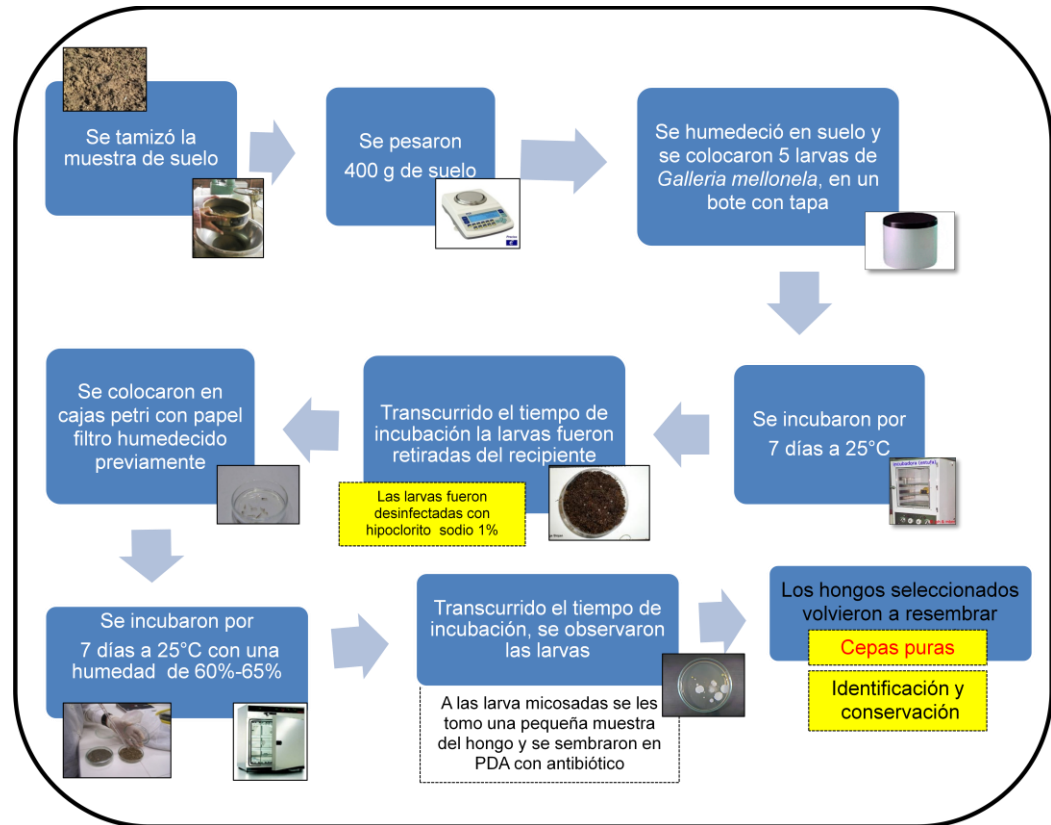 Se tamizó la
muestra de suelo
Se pesaron
400 g de suelo
Se humedeció en suelo y
se colocaron 5 larvas de
Galleria mellonela, en un
bote con tapa
Se incubaron por
7 días a 25°C
Transcurrido el tiempo de
incubación la larvas fueron
retiradas del recipiente
Las larvas fueron
desinfectadas con
hipoclorito sodio 1%
Se colocaron en
cajas petri con papel
filtro humedecido
previamente
Se incubaron por
7 días a 25°C con una
humedad de 60%-65%
Transcurrido el tiempo de
incubación, se observaron
las larvas
A las larva micosadas se les
tomo una pequeña muestra
del hongo y se sembraron en
PDA con antibiótico
Los hongos seleccionados
volvieron a resembrar
Cepas puras
Identificación y
conservación